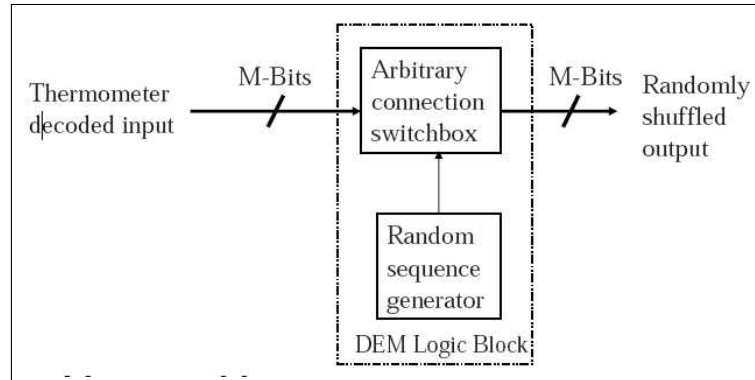 Thermometer
decoded input
M-Bits
Arbitrary
connection
switchbox
M-Bits
Randomly
shuffled
output
Random
sequence
generator
DEM Logic Block